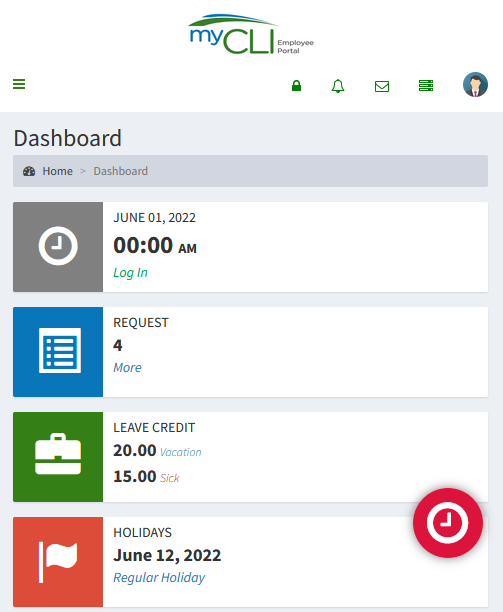 myCLI Employee
Portal
Dashboard
Home > Dashboard
JUNE 01, 2022
00:00 AM
Log In
REQUEST
4
More
LEAVE CREDIT
20.00 Vacation
15.00 Sick
HOLIDAYS
June 12, 2022
Regular Holiday